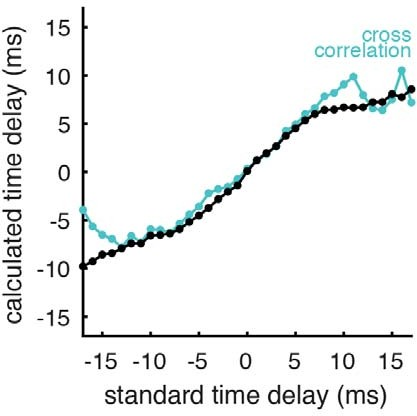 cross
correlation
calculated time delay (ms)
15
10
5
0
-5
-10
-15
-15 -10 -5 0 5 10 15
standard time delay (ms)